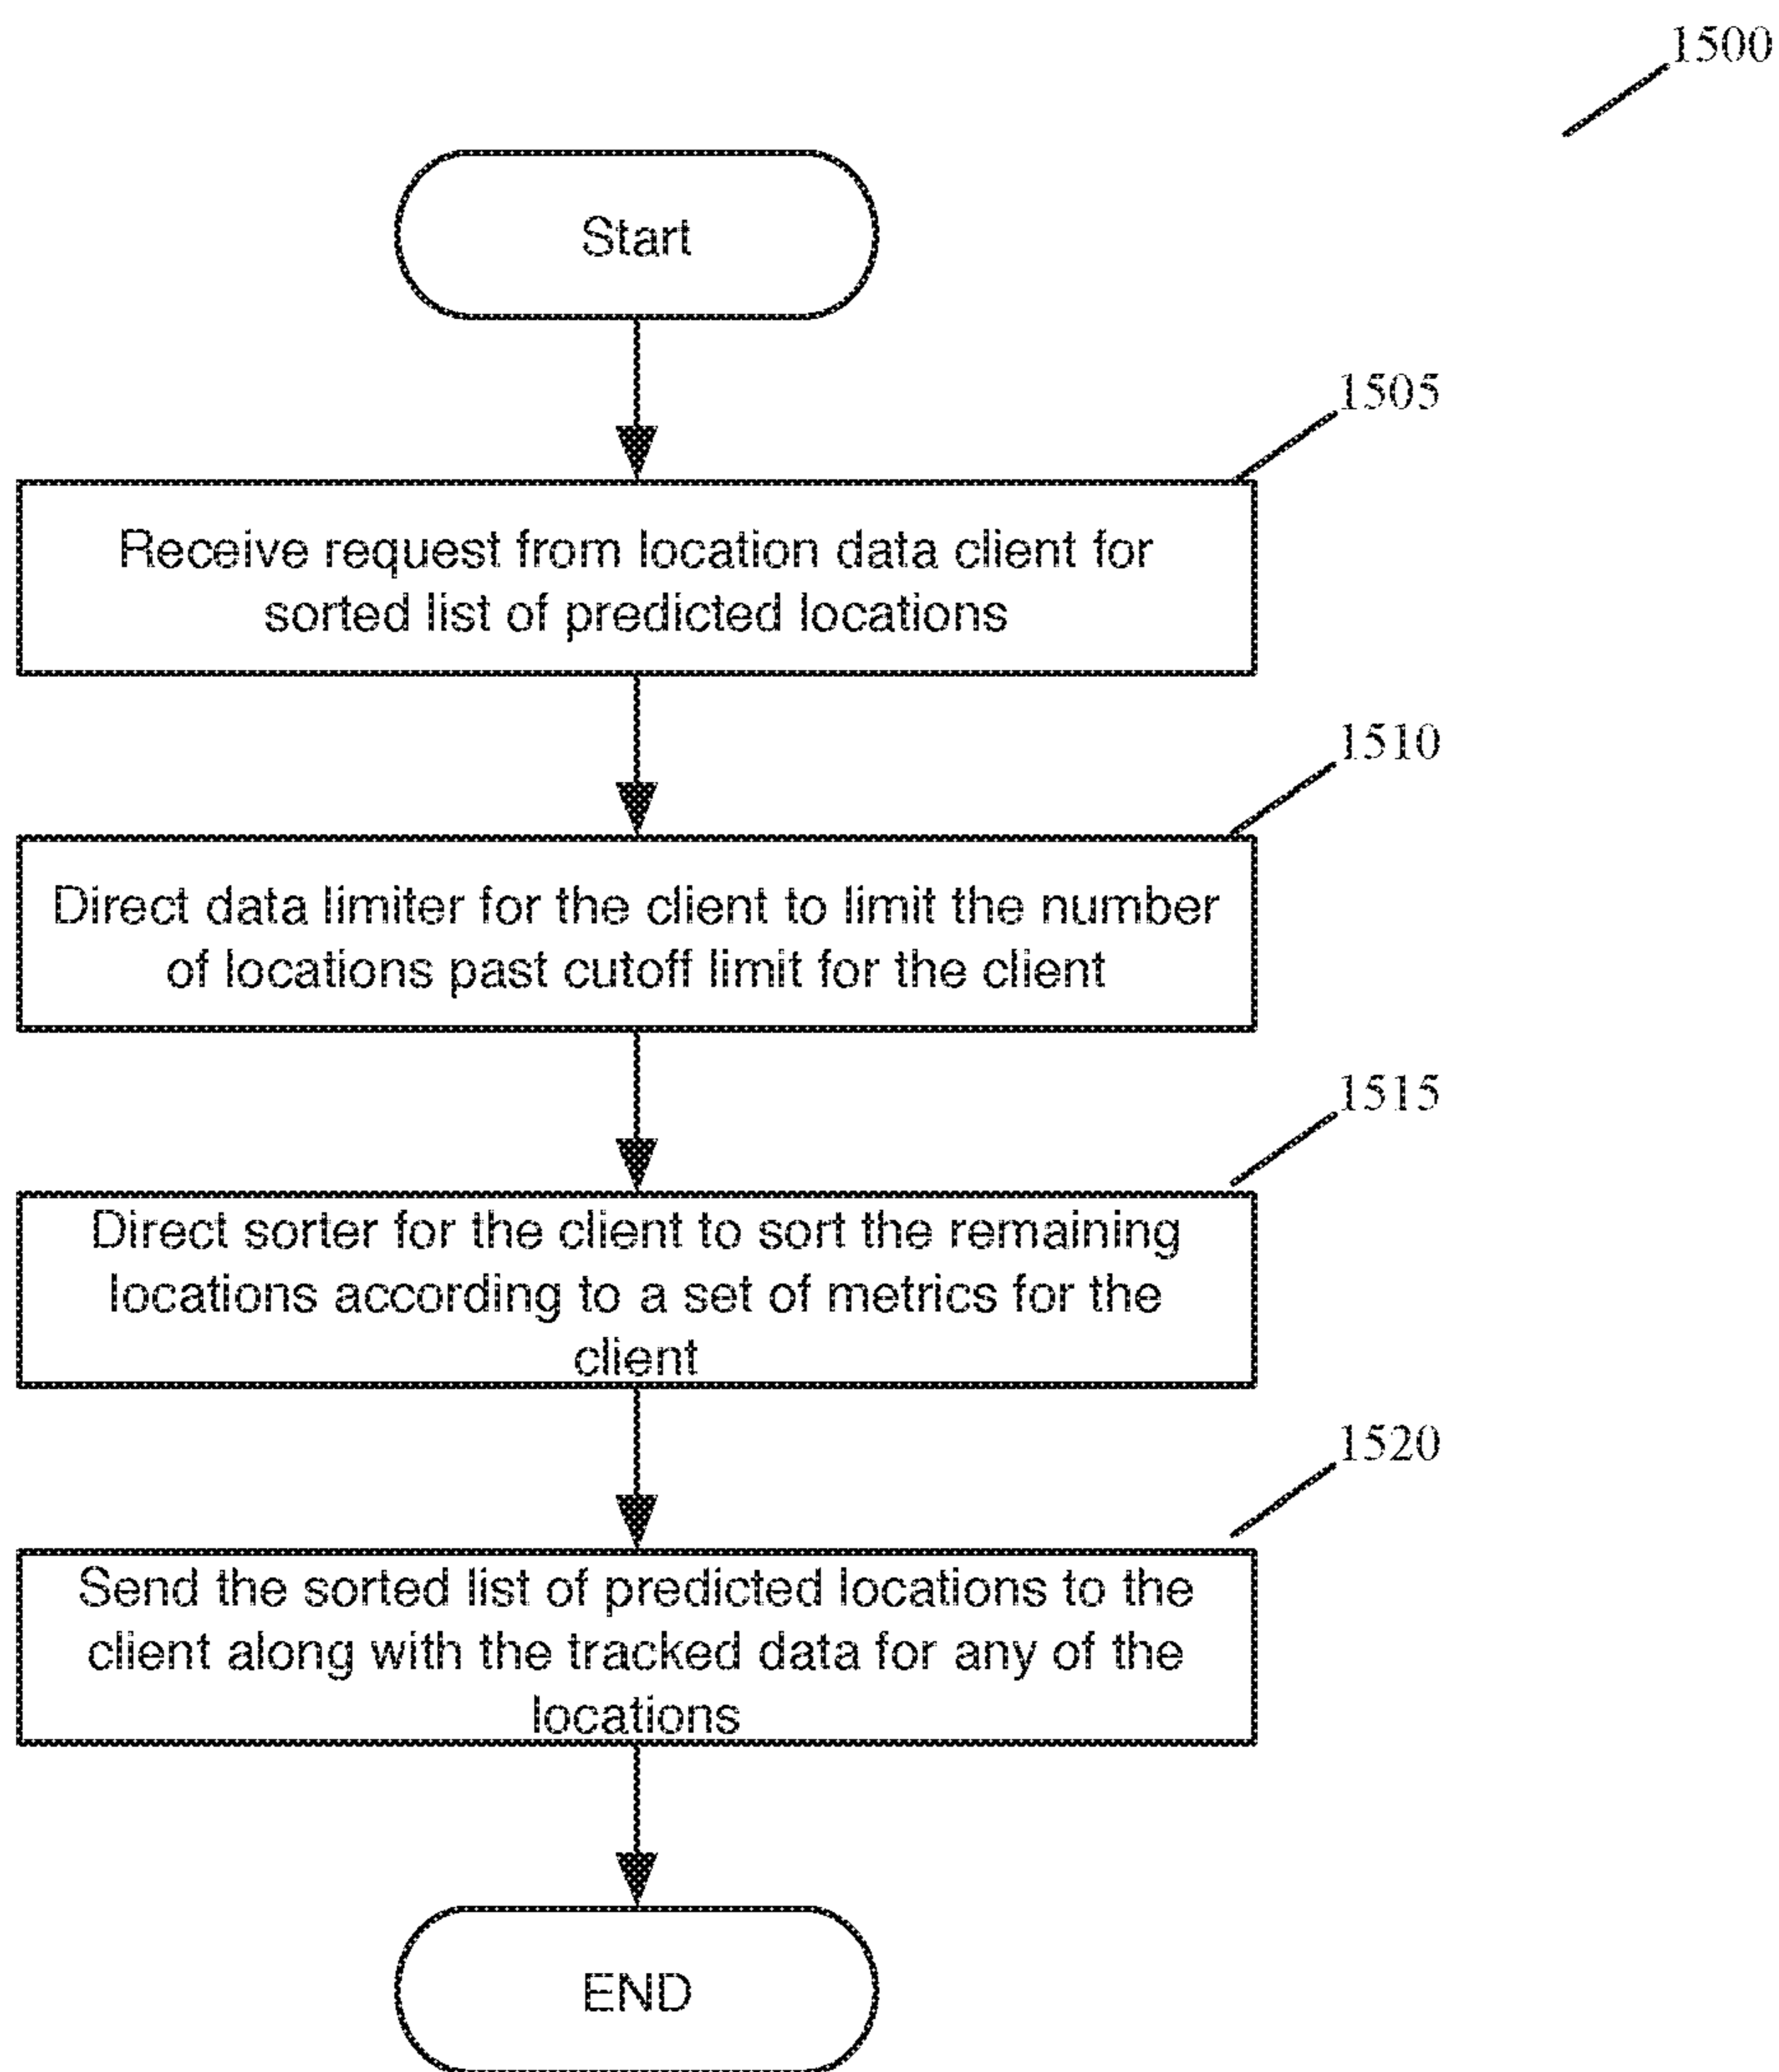 1500
Start
1505
Receive request from location data client for
sorted list of predicted locations
1510
Direct data limiter for the client to limit the number
of locations past cutoff limit for the client
1515
Direct sorter for the client to sort the remaining
locations according to a set of metrics for the
client
1520
Send the sorted list of predicted locations to the
client along with the tracked data for any of the
locations
END